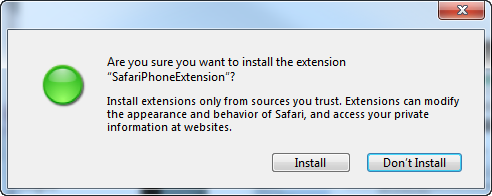 Are you sure you want to install the extension
“SafariPhoneExtension”?
Install extensions only from sources you trust. Extensions can modify
the appearance and behavior of Safari, and access your private
information at websites.
Install
Don't Install